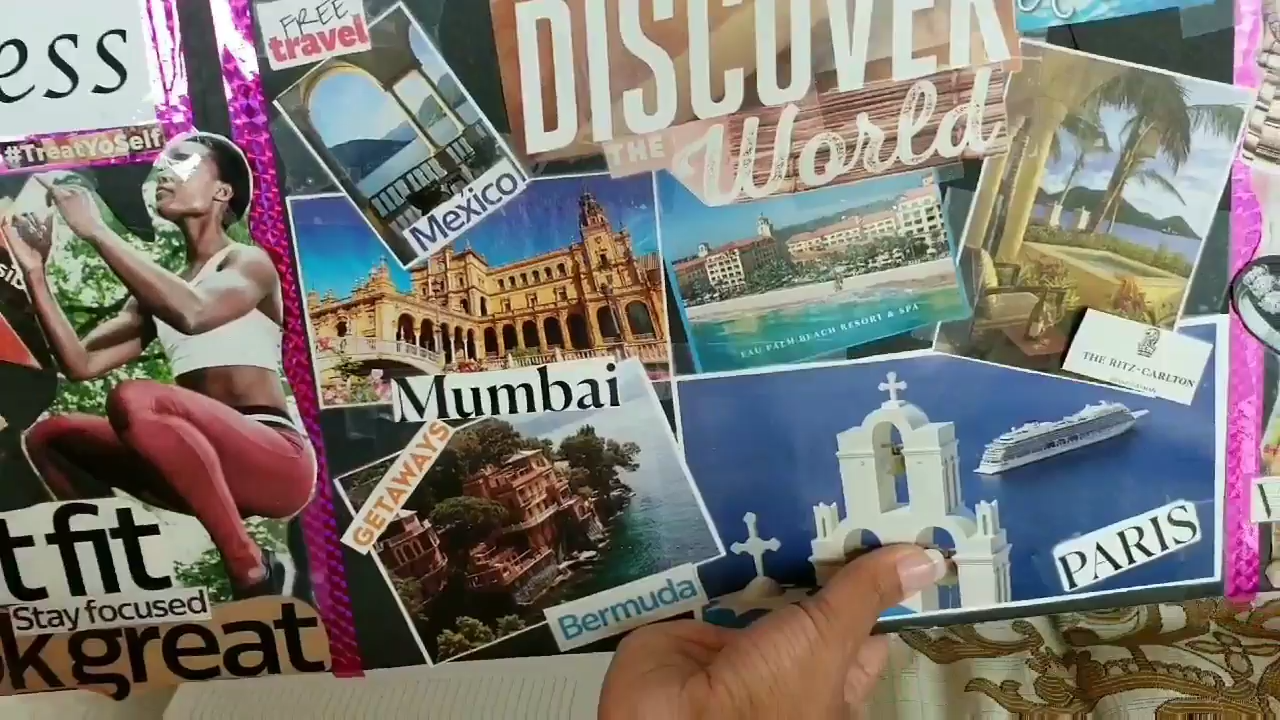 ess
#TreatYoSelf
t fit
Stay focused
k great
FREE
travel
Mexico
DISCOVER
THE World
EAU PALM BEACH RESORT & SPA
THE RITZ-CARLTON
Mumbai
GETAWAYS
Bermuda
PARIS